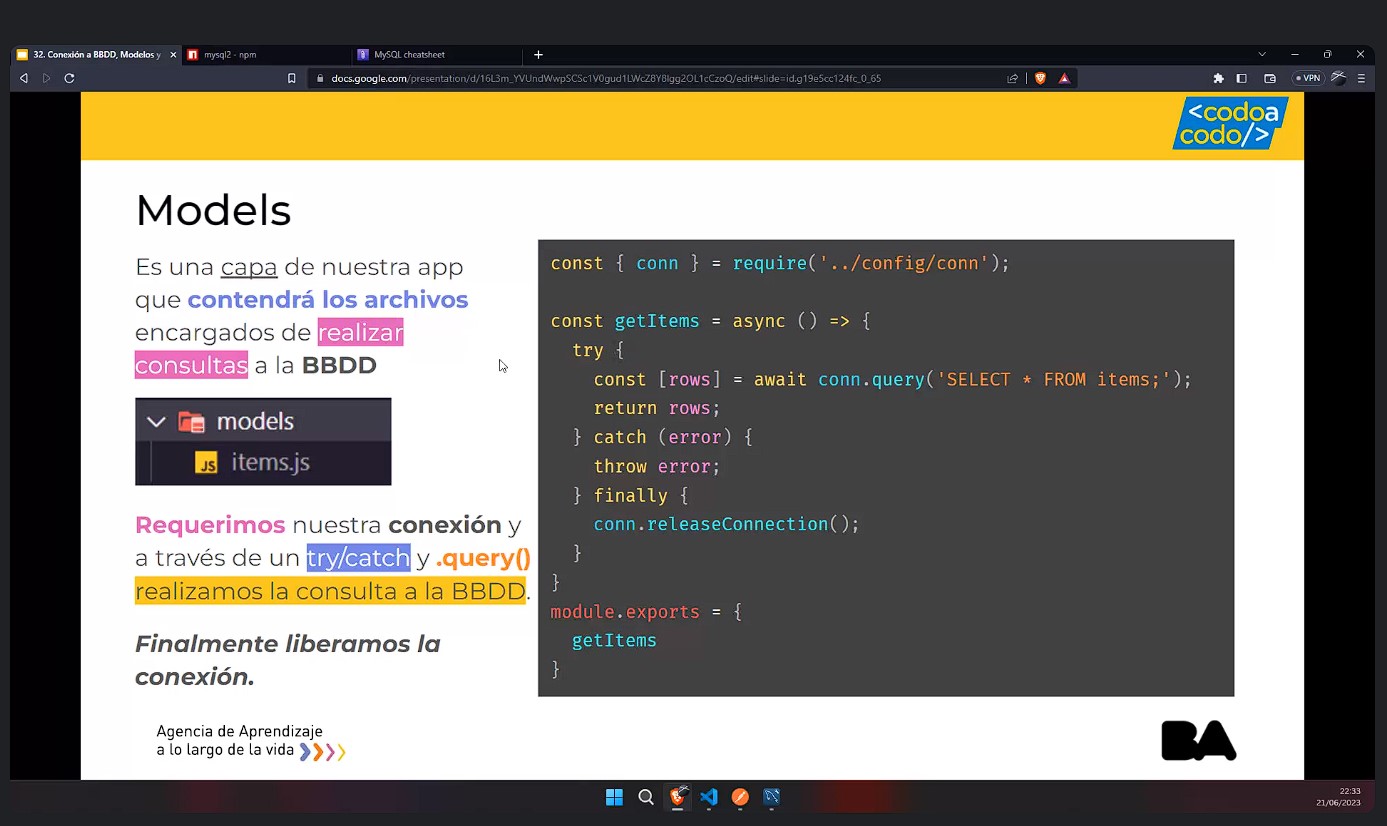 32. Conexión a BBDD, Modelos y
mysql2 - npm
MySQL cheatsheet
docs.google.com/presentation/d/16L3m_YVUndWwpSCSc1V0gud1LWcZ8Y8Igg2OL1cCzoQ/edit#slide=id.g19e5cc124fc_0_65
VPN
<codoa
codo/>
Models
Es una capa de nuestra app
que contendrá los archivos
encargados de realizar
consultas a la BBDD
models
JS items.js
Requerimos nuestra conexión y
a través de un try/catch y .query()
realizamos la consulta a la BBDD.
Finalmente liberamos la
conexión.
const { conn } = require('../config/conn');
const getItems = async () => {
try {
const [rows] = await conn.query('SELECT * FROM items;');
return rows;
} catch (error) {
throw error;
} finally {
conn.releaseConnection();
}
}
module.exports = {
getItems
}
Agencia de Aprendizaje
a lo largo de la vida
BA
22:33
21/06/2023